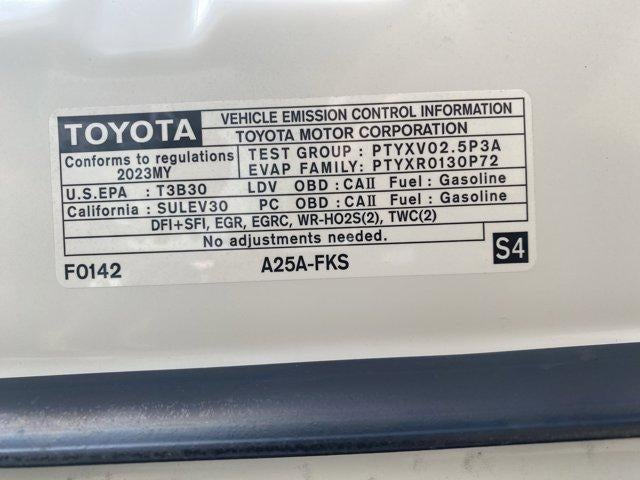 TOYOTA
VEHICLE EMISSION CONTROL INFORMATION
TOYOTA MOTOR CORPORATION
Conforms to regulations
2023MY
TEST GROUP : PTYXV02.5P3A
EVAP FAMILY: PTYXR0130P72
U.S.EPA : T3B30 LDV OBD : CAII Fuel : Gasoline
California : SULEV30 PC OBD : CAII Fuel : Gasoline
DFI+SFI, EGR, EGRC, WR-HO2S(2), TWC(2)
No adjustments needed.
F0142 A25A-FKS S4